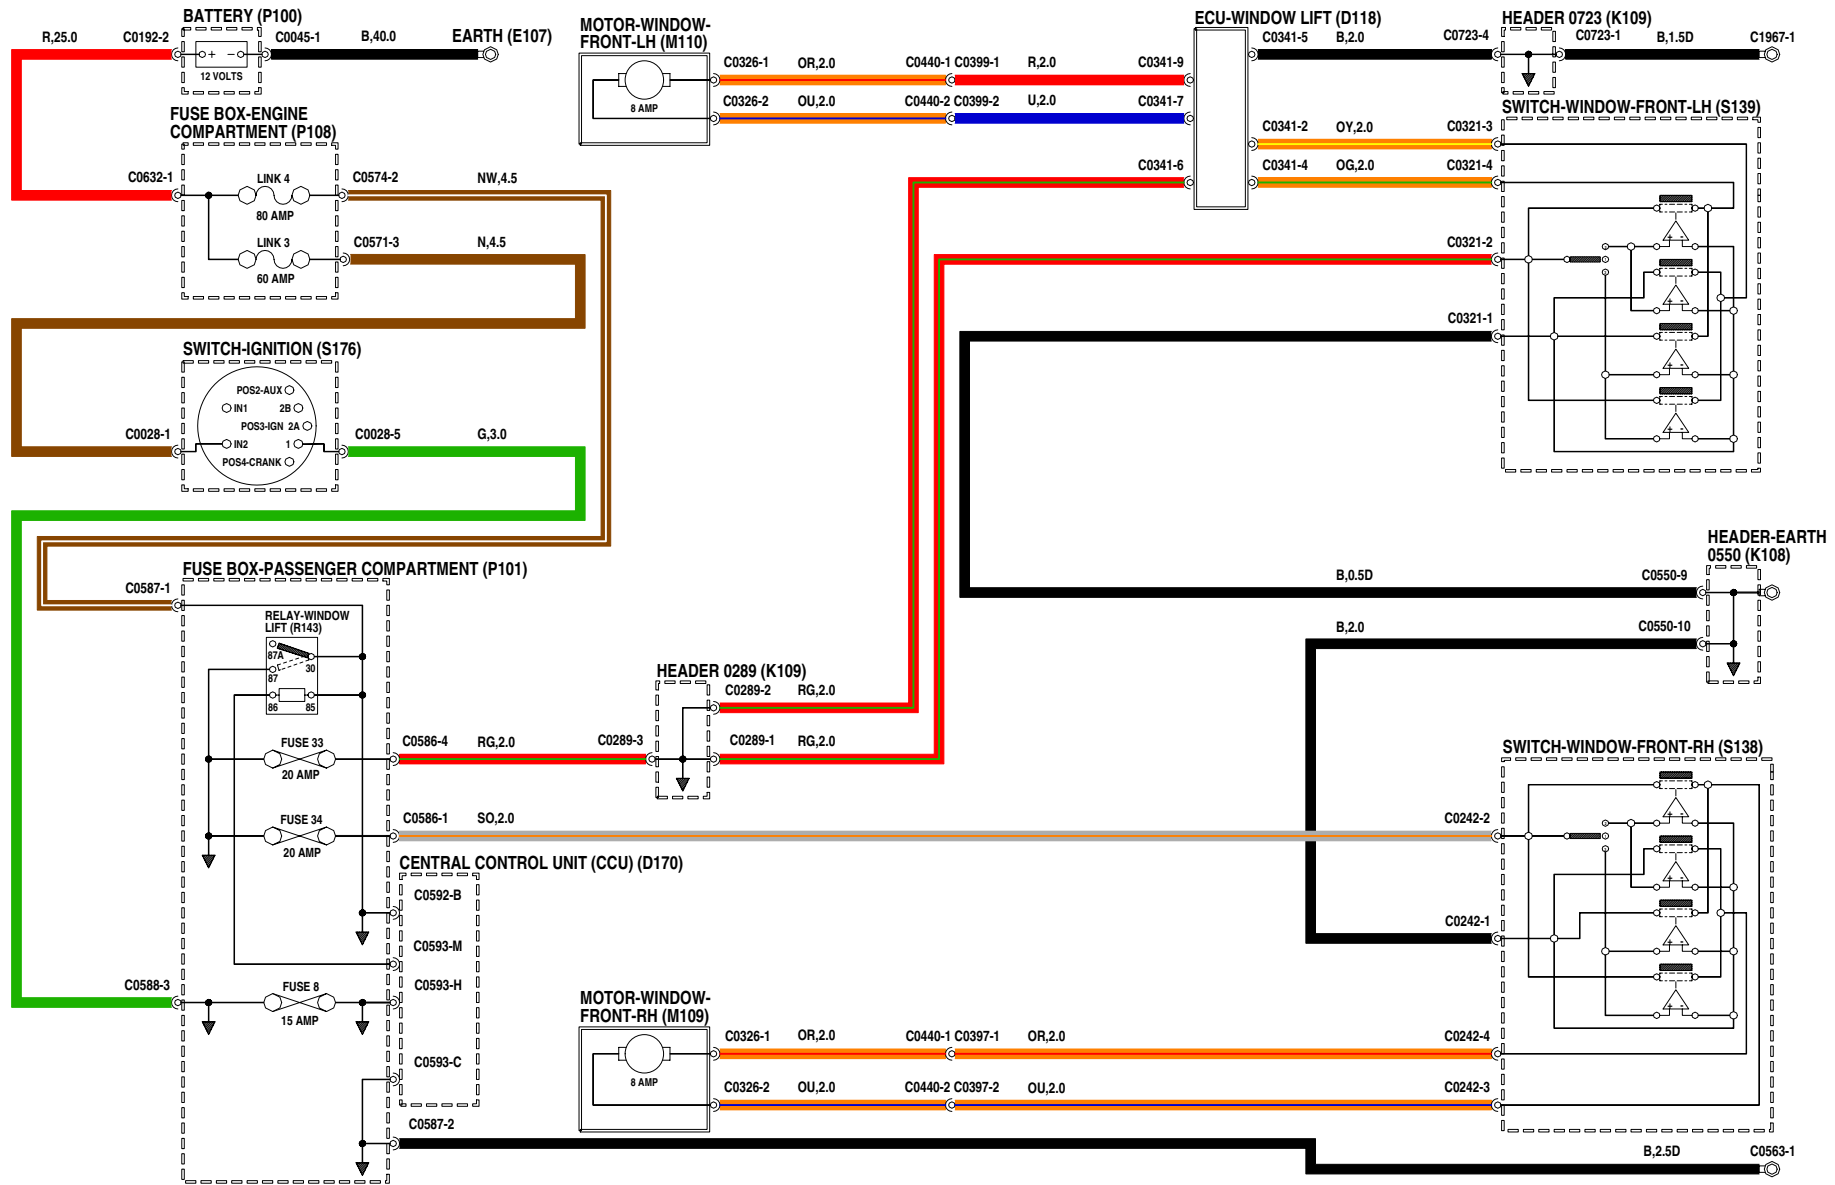 BATTERY (P100)
R,25.0 C0192-2 C0045-1 B,40.0 EARTH (E107)
+ -
12 VOLTS
FUSE BOX-ENGINE
COMPARTMENT (P108)
C0632-1 LINK 4 C0574-2 NW,4.5
80 AMP
LINK 3 C0571-3 N,4.5
60 AMP
SWITCH-IGNITION (S176)
POS2-AUX
IN1 2B
POS3-IGN 2A
C0028-1 IN2 1 C0028-5 G,3.0
POS4-CRANK
MOTOR-WINDOW-
FRONT-LH (M110)
8 AMP
C0326-1 OR,2.0 C0440-1 C0399-1 R,2.0 C0341-9
C0326-2 OU,2.0 C0440-2 C0399-2 U,2.0 C0341-7
C0341-6
ECU-WINDOW LIFT (D118)
C0341-5 B,2.0 C0723-4
HEADER 0723 (K109)
C0723-1 B,1.5D C1967-1
SWITCH-WINDOW-FRONT-LH (S139)
C0341-2 OY,2.0 C0321-3
C0341-4 OG,2.0 C0321-4
C0321-2
C0321-1
+ -
+ -
+ -
+ -
HEADER-EARTH
0550 (K108)
B,0.5D C0550-9
B,2.0 C0550-10
FUSE BOX-PASSENGER COMPARTMENT (P101)
C0587-1
RELAY-WINDOW
LIFT (R143)
87A
30
87
86 85
FUSE 33 C0586-4 RG,2.0 C0289-3
20 AMP
HEADER 0289 (K109)
C0289-2 RG,2.0
C0289-1 RG,2.0
FUSE 34 C0586-1 SO,2.0 C0242-2
20 AMP
CENTRAL CONTROL UNIT (CCU) (D170)
C0592-B
C0593-M
C0593-H
C0593-C
C0588-3 FUSE 8
15 AMP
C0587-2
SWITCH-WINDOW-FRONT-RH (S138)
C0242-1
+ -
+ -
+ -
+ -
MOTOR-WINDOW-
FRONT-RH (M109)
8 AMP
C0326-1 OR,2.0 C0440-1 C0397-1 OR,2.0 C0242-4
C0326-2 OU,2.0 C0440-2 C0397-2 OU,2.0 C0242-3
B,2.5D C0563-1